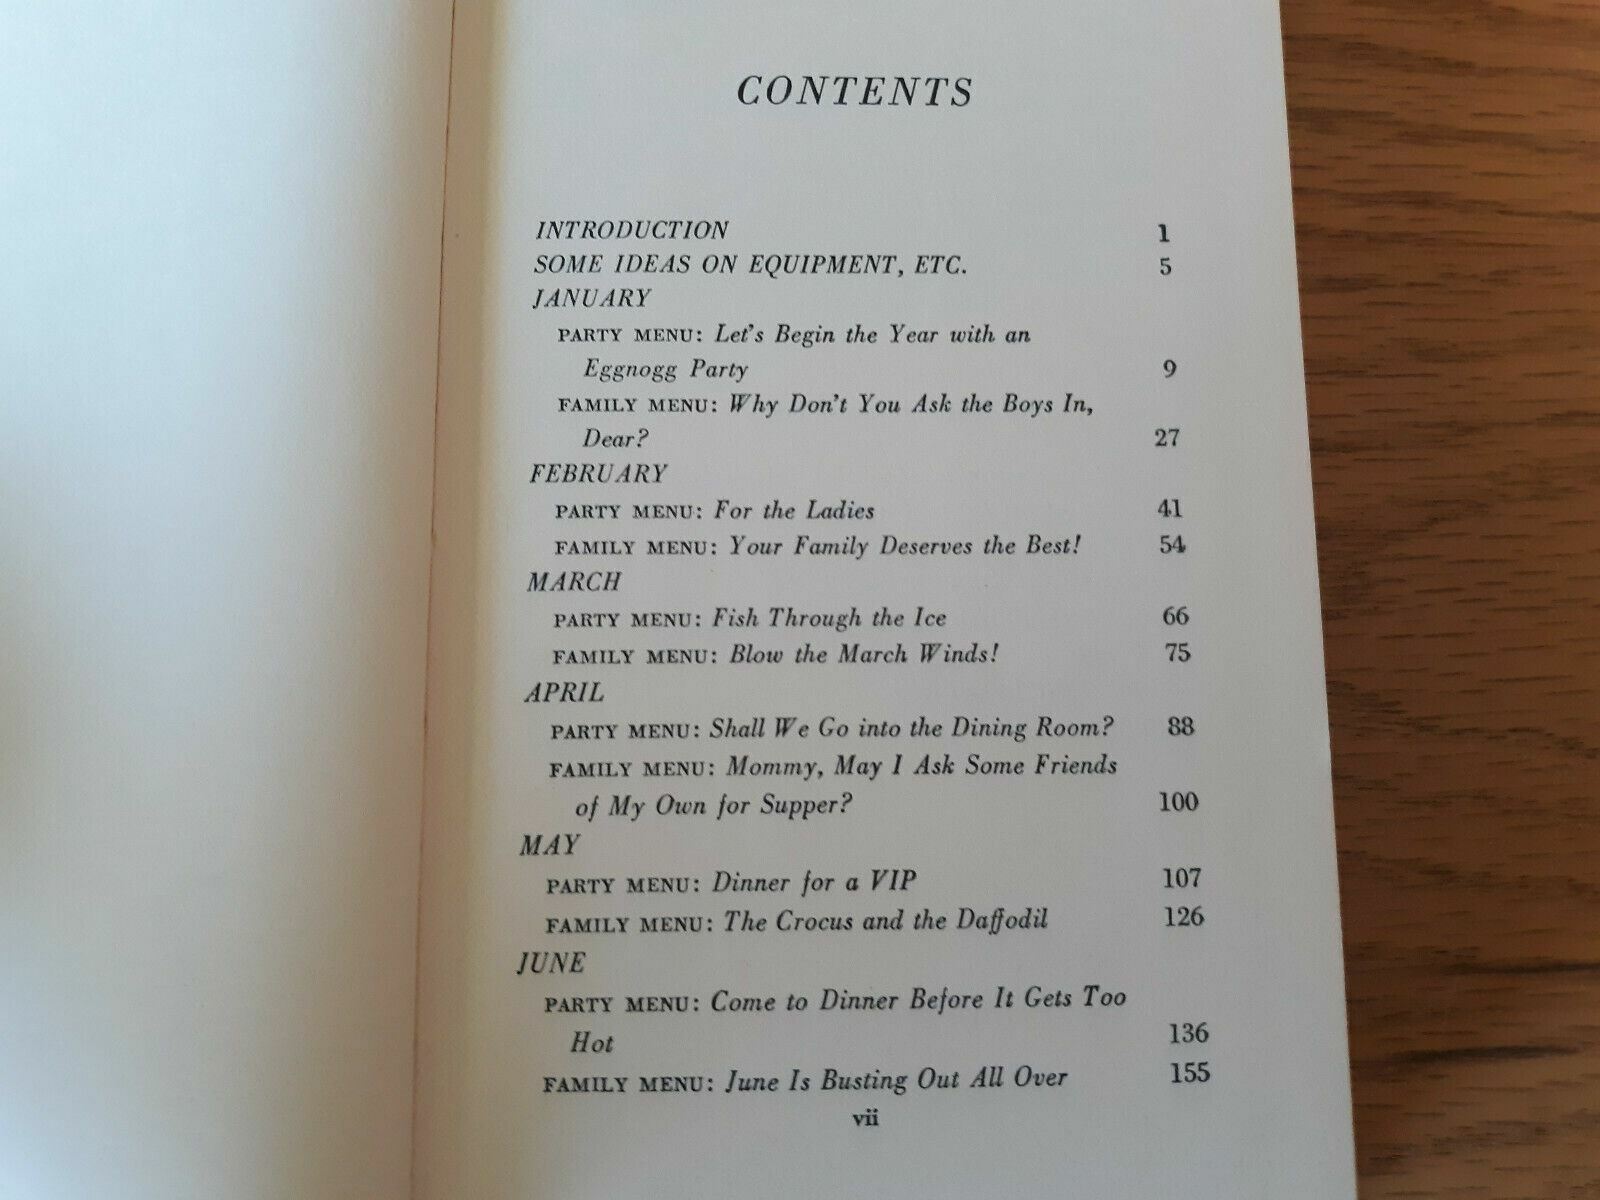 CONTENTS
INTRODUCTION 1
SOME IDEAS ON EQUIPMENT, ETC. 5
JANUARY
PARTY MENU: Let's Begin the Year with an
Eggnogg Party 9
FAMILY MENU: Why Don't You Ask the Boys In,
Dear? 27
FEBRUARY
PARTY MENU: For the Ladies 41
FAMILY MENU: Your Family Deserves the Best! 54
MARCH
PARTY MENU: Fish Through the Ice 66
FAMILY MENU: Blow the March Winds! 75
APRIL
PARTY MENU: Shall We Go into the Dining Room? 88
FAMILY MENU: Mommy, May I Ask Some Friends
of My Own for Supper? 100
MAY
PARTY MENU: Dinner for a VIP 107
FAMILY MENU: The Crocus and the Daffodil 126
JUNE
PARTY MENU: Come to Dinner Before It Gets Too
Hot 136
FAMILY MENU: June Is Busting Out All Over 155
vii